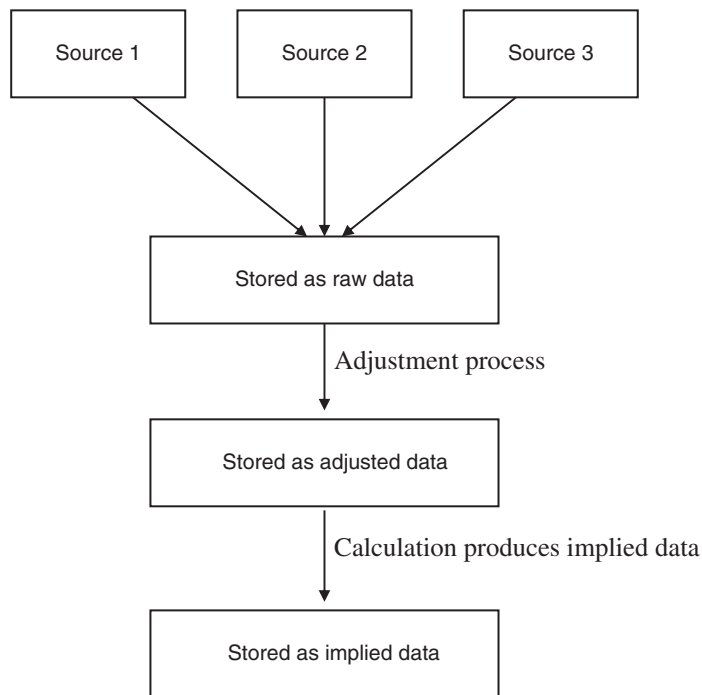 Source 1
Source 2
Source 3
Stored as raw data
Adjustment process
Stored as adjusted data
Calculation produces implied data
Stored as implied data